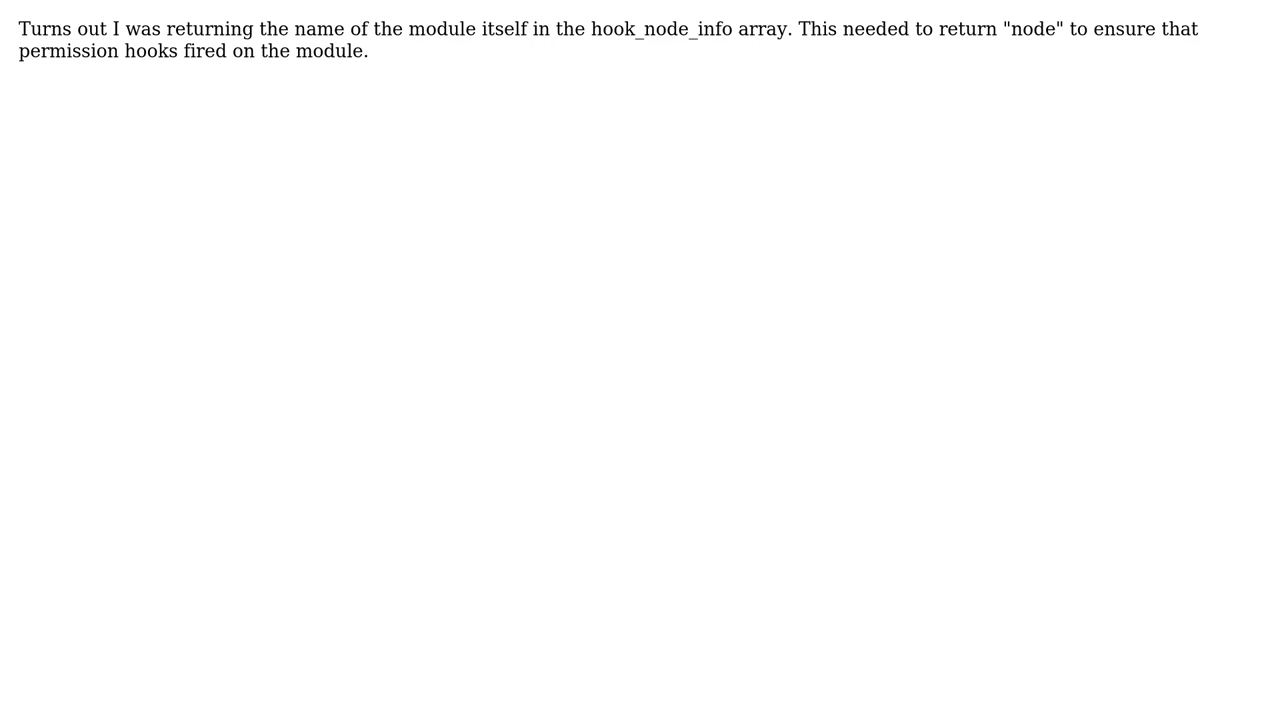 Turns out I was returning the name of the module itself in the hook_node_info array. This needed to return "node" to ensure that
permission hooks fired on the module.